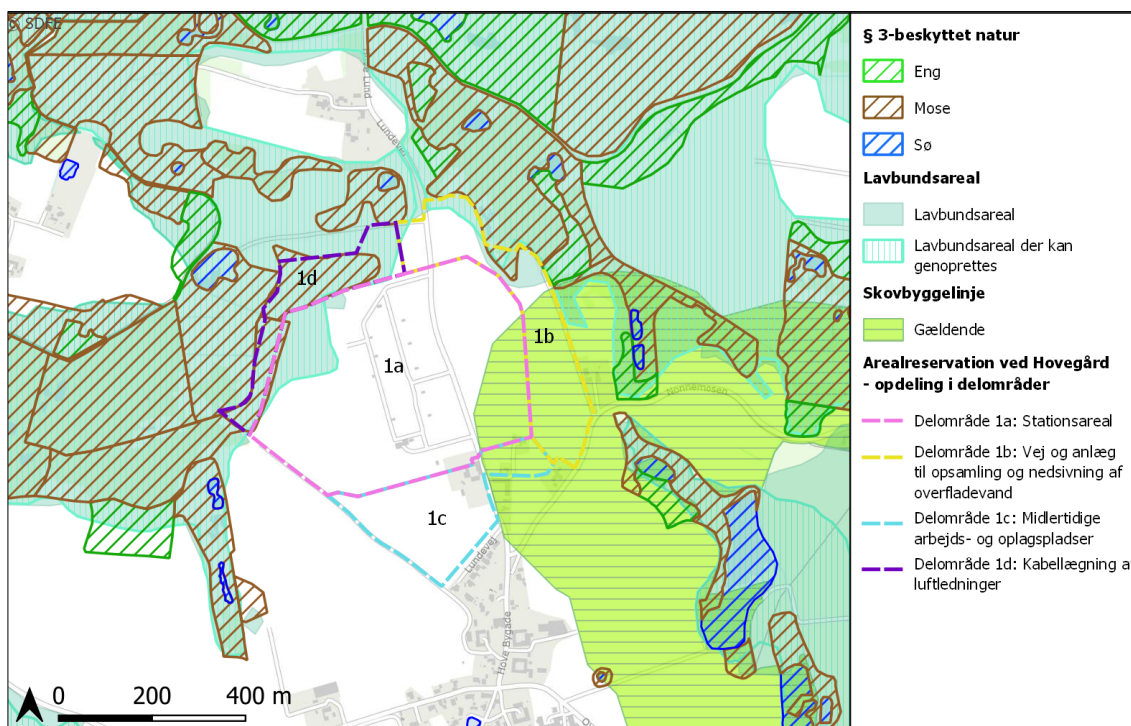 © SDFE
Lundevej
1d
1b
1a
Nonnemosen
1c
Lundevej
Hove Bygade
0 200 400 m
§ 3-beskyttet natur
Eng
Mose
Sø
Lavbundsareal
Lavbundsareal
Lavbundsareal der kan
genoprettes
Skovbyggelinje
Gældende
Arealreservation ved Hovegård
- opdeling i delområder
Delområde 1a: Stationsareal
Delområde 1b: Vej og anlæg
til opsamling og nedsivning af
overfladevand
Delområde 1c: Midlertidige
arbejds- og oplagspladser
Delområde 1d: Kabellægning a
luftledninger